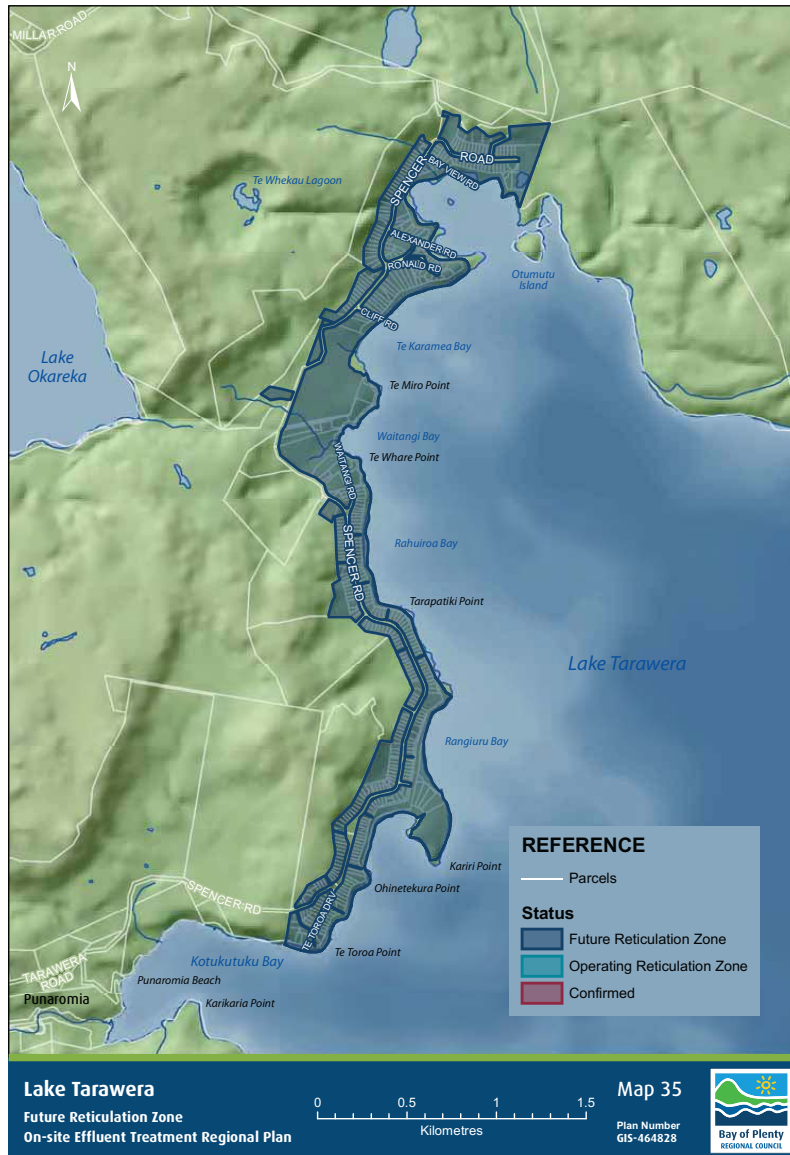 MILLAR ROAD
N
Te Whekau Lagoon
SPENCER
ROAD
BAY VIEW RD
ALEXANDER RD
RONALD RD
Otumutu
Island
CLIFF RD
Te Karamea Bay
Lake
Okareka
Te Miro Point
Waitangi Bay
Te Whare Point
WAITANGI RD
SPENCER RD
Rahuiroa Bay
Tarapatiki Point
Lake Tarawera
Rangiuru Bay
Kariri Point
Ohinetekura Point
SPENCER RD
TE TOROA DRV
Te Toroa Point
Kotukutuku Bay
TARAWERA
ROAD
Punaromia Beach
Punaromia
Karikaria Point
REFERENCE
Parcels
Status
Future Reticulation Zone
Operating Reticulation Zone
Confirmed
Lake Tarawera
Future Reticulation Zone
On-site Effluent Treatment Regional Plan
0 0.5 1 1.5
Kilometres
Map 35
Plan Number
GIS-464828
Bay of Plenty
REGIONAL COUNCIL